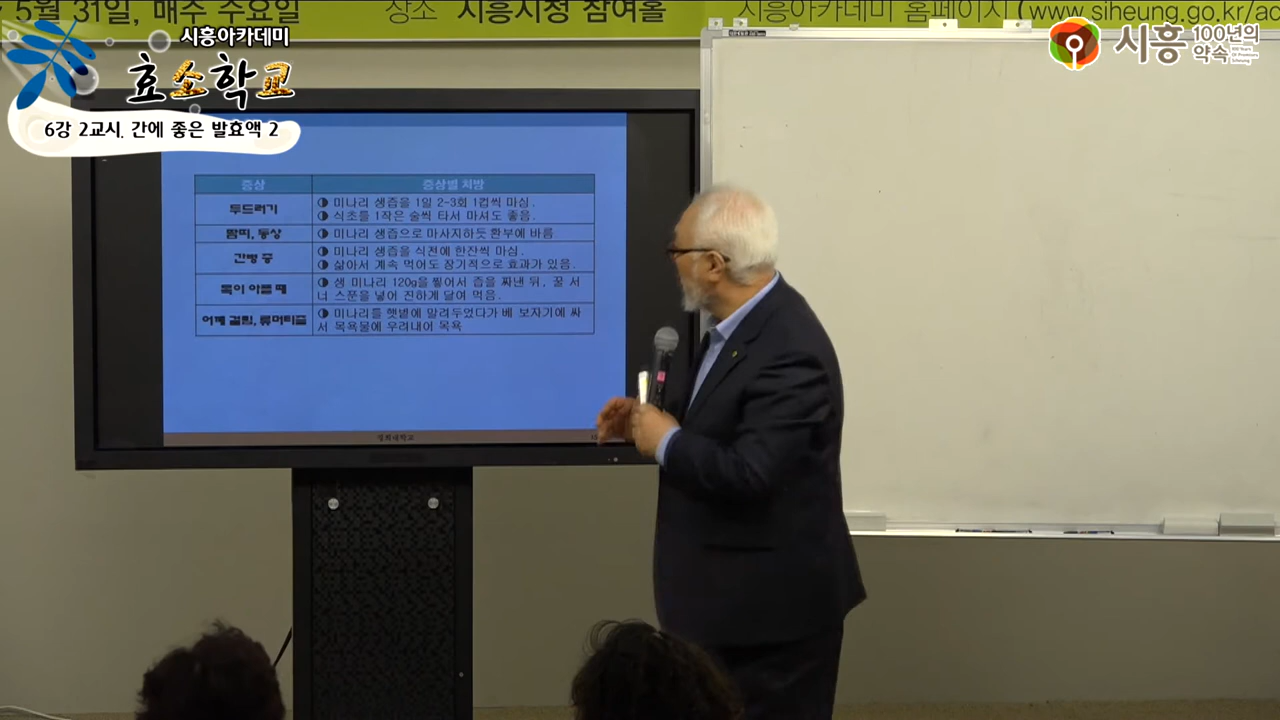 5월 31일, 매주 수요일 장소 시흥시청 참여홀 시흥아카데미 홈페이지(www.siheung.go.kr/ac
시흥아카데미
효소학교
6강 2교시. 간에 좋은 발효액 2
시흥 100년의 약속
증상 증상별 처방
두드러기
◑ 미나리 생즙을 1일 2-3회 1컵씩 마심.
◑ 식초를 1작은 술씩 타서 마셔도 좋음.
땀띠, 동상
◑ 미나리 생즙으로 마사지하듯 환부에 바름
간병 중
◑ 미나리 생즙을 식전에 한잔씩 마심.
◑ 삶아서 계속 먹어도 장기적으로 효과가 있음.
목이 아플 때
◑ 생 미나리 120g을 찧어서 즙을 짜낸 뒤, 꿀 서
너 스푼을 넣어 진하게 달여 먹음.
어깨 결림, 류머티즘
◑ 미나리를 햇볕에 말려두었다가 베 보자기에 싸
서 목욕물에 우려내어 목욕
경희대학교